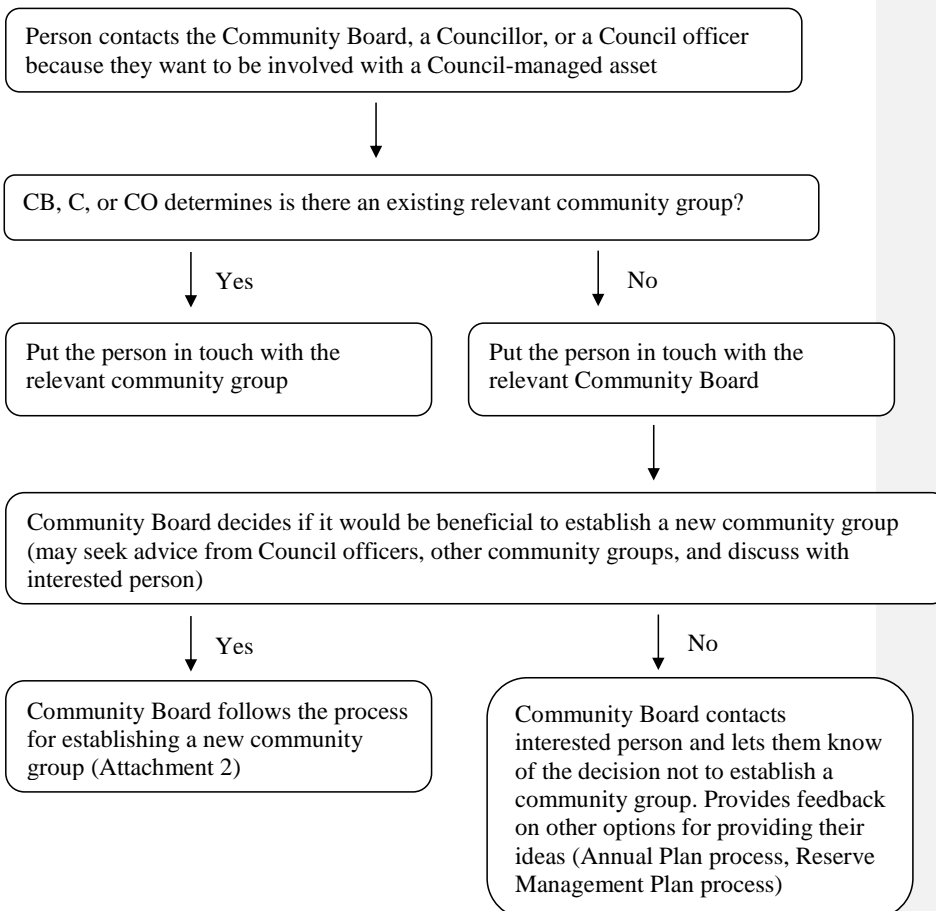 Person contacts the Community Board, a Councillor, or a Council officer
because they want to be involved with a Council-managed asset
CB, C, or CO determines is there an existing relevant community group?
Yes
No
Put the person in touch with the
relevant community group
Put the person in touch with the
relevant Community Board
Community Board decides if it would be beneficial to establish a new community group
(may seek advice from Council officers, other community groups, and discuss with
interested person)
Yes
No
Community Board follows the process
for establishing a new community
group (Attachment 2)
Community Board contacts
interested person and lets them know
of the decision not to establish a
community group. Provides feedback
on other options for providing their
ideas (Annual Plan process, Reserve
Management Plan process)